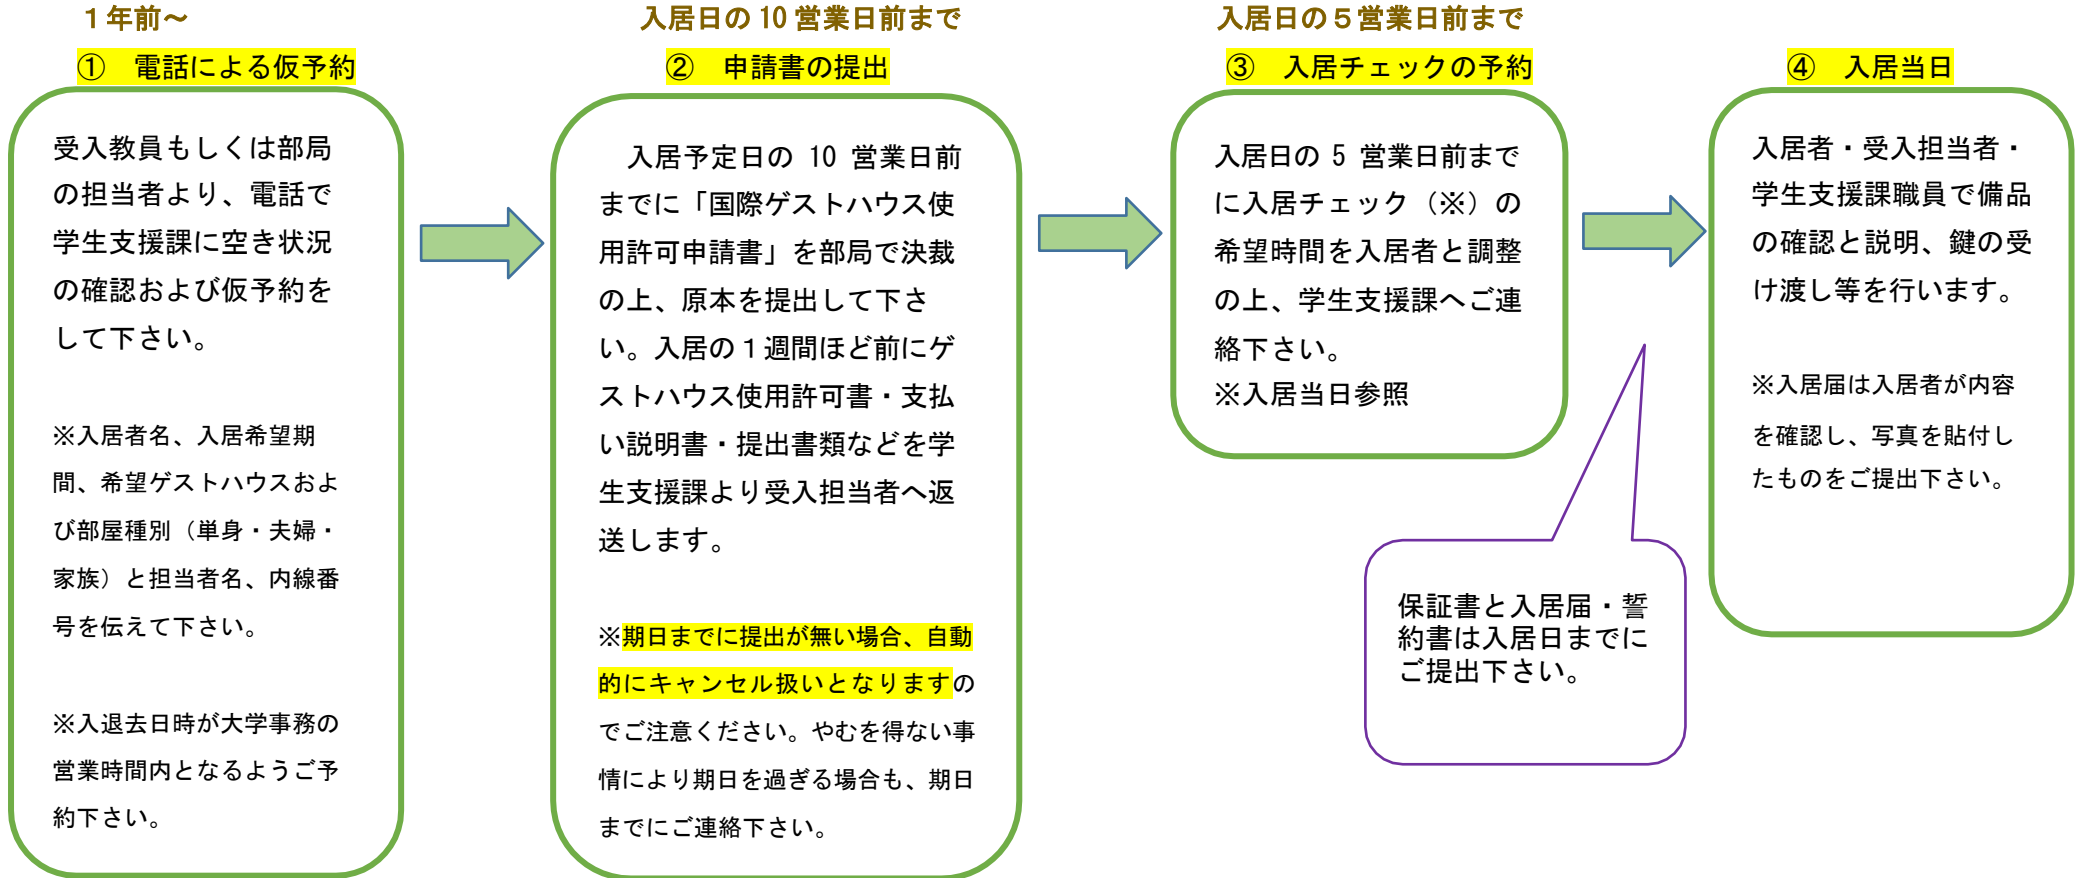 １年前～
①　電話による仮予約
受入教員もしくは部局
の担当者より、電話で
学生支援課に空き状況
の確認および仮予約を
して下さい。
※入居者名、入居希望期
間、希望ゲストハウスおよ
び部屋種別（単身・夫婦・
家族）と担当者名、内線番
号を伝えて下さい。
※入退去日時が大学事務の
営業時間内となるようご予
約下さい。
入居日の 10 営業日前まで
②　申請書の提出
入居予定日の 10 営業日前
までに「国際ゲストハウス使
用許可申請書」を部局で決裁
の上、原本を提出して下さ
い。入居の１週間ほど前にゲ
ストハウス使用許可書・支払
い説明書・提出書類などを学
生支援課より受入担当者へ返
送します。
※期日までに提出が無い場合、自動
的にキャンセル扱いとなりますの
でご注意ください。やむを得ない事
情により期日を過ぎる場合も、期日
までにご連絡下さい。
入居日の５営業日前まで
③　入居チェックの予約
入居日の 5 営業日前まで
に入居チェック（※）の
希望時間を入居者と調整
の上、学生支援課へご連
絡下さい。
※入居当日参照
保証書と入居届・誓
約書は入居日までに
ご提出下さい。
④　入居当日
入居者・受入担当者・
学生支援課職員で備品
の確認と説明、鍵の受
け渡し等を行います。
※入居届は入居者が内容
を確認し、写真を貼付し
たものをご提出下さい。